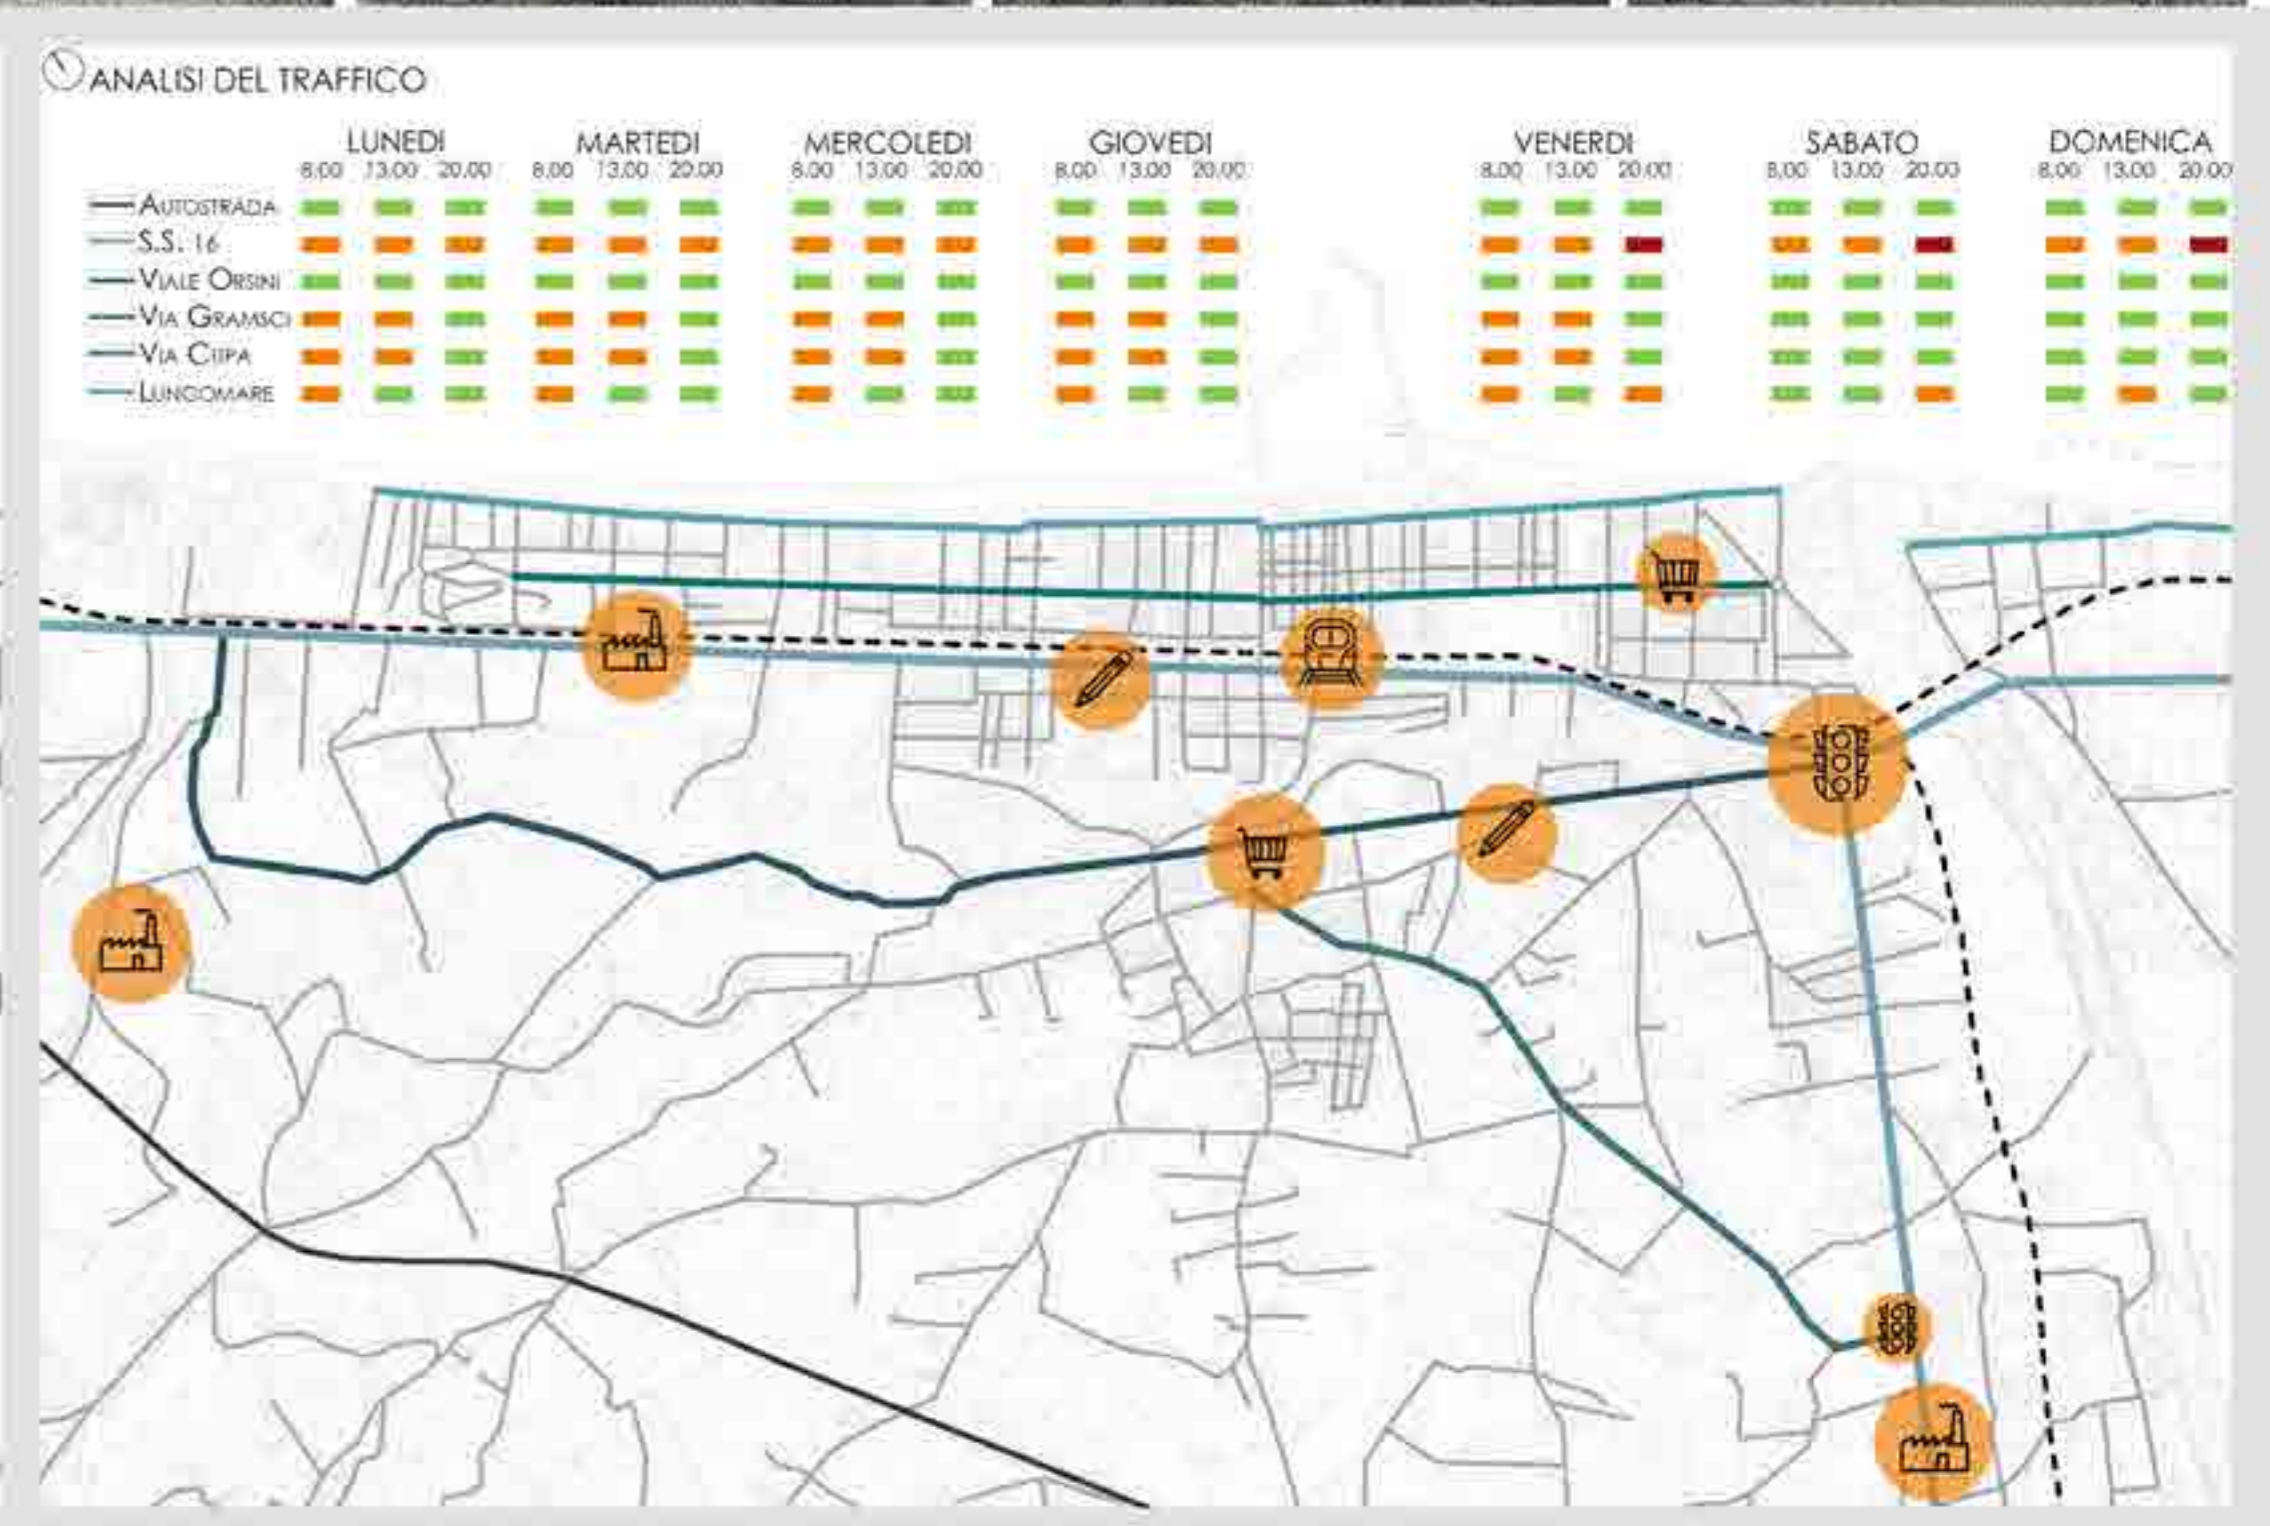 ANALISI DEL TRAFFICO
LUNEDI MARTEDI MERCOLEDI GIOVEDI VENERDI SABATO DOMENICA
8.00 13.00 20.00 8.00 13.00 20.00 8.00 13.00 20.00 8.00 13.00 20.00 8.00 13.00 20.00 8.00 13.00 20.00 8.00 13.00 20.00
AUTOSTRADA
S.S. 16
VIALE ORSINI
VIA GRAMSCI
VIA CUPA
LUNGOMARE